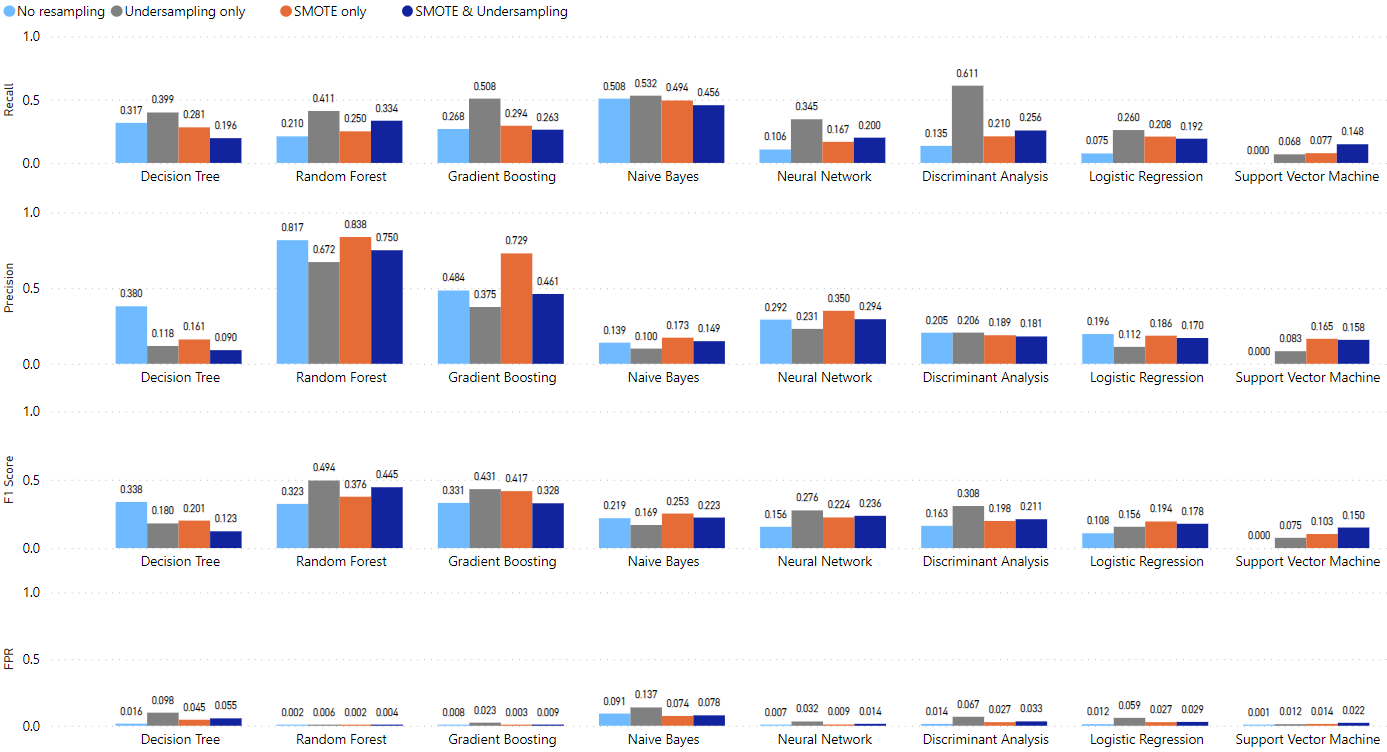 No resampling Undersampling only SMOTE only SMOTE & Undersampling
1.0
0.5
0.0
Recall
0.317 0.399 0.281 0.196 0.210 0.411 0.250 0.334 0.268 0.508 0.294 0.263 0.508 0.532 0.494 0.456 0.106 0.345 0.167 0.200 0.135 0.611 0.210 0.256 0.075 0.260 0.208 0.192 0.000 0.068 0.077 0.148
Decision Tree Random Forest Gradient Boosting Naive Bayes Neural Network Discriminant Analysis Logistic Regression Support Vector Machine
1.0
0.5
0.0
Precision
0.380 0.118 0.161 0.090 0.817 0.672 0.838 0.750 0.484 0.375 0.729 0.461 0.139 0.100 0.173 0.149 0.292 0.231 0.350 0.294 0.205 0.206 0.189 0.181 0.196 0.112 0.186 0.170 0.000 0.083 0.165 0.158
Decision Tree Random Forest Gradient Boosting Naive Bayes Neural Network Discriminant Analysis Logistic Regression Support Vector Machine
1.0
0.5
0.0
F1 Score
0.338 0.180 0.201 0.123 0.323 0.494 0.376 0.445 0.331 0.431 0.417 0.328 0.219 0.169 0.253 0.223 0.156 0.276 0.224 0.236 0.163 0.308 0.198 0.211 0.108 0.156 0.194 0.178 0.000 0.075 0.103 0.150
Decision Tree Random Forest Gradient Boosting Naive Bayes Neural Network Discriminant Analysis Logistic Regression Support Vector Machine
1.0
0.5
0.0
FPR
0.016 0.098 0.045 0.055 0.002 0.006 0.002 0.004 0.008 0.023 0.003 0.009 0.091 0.137 0.074 0.078 0.007 0.032 0.009 0.014 0.014 0.067 0.027 0.033 0.012 0.059 0.027 0.029 0.001 0.012 0.014 0.022
Decision Tree Random Forest Gradient Boosting Naive Bayes Neural Network Discriminant Analysis Logistic Regression Support Vector Machine